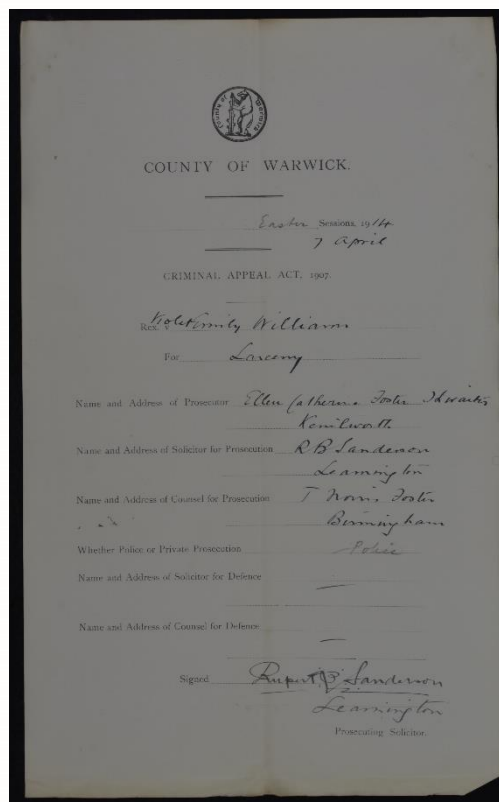 County of Warwick
COUNTY OF WARWICK.
Easter Sessions, 1914
7 April
CRIMINAL APPEAL ACT, 1907.
Rex v. Violet Emily Williams
For Larceny
Name and Address of Prosecutor Ellen Catherine Foster
Kenilworth
Name and Address of Solicitor for Prosecution R B Sanderson
Leamington
Name and Address of Counsel for Prosecution T Norris Foster
Birmingham
Whether Police or Private Prosecution Police
Name and Address of Solicitor for Defence —
Name and Address of Counsel for Defence —
Signed Rupert B Sanderson
Leamington
Prosecuting Solicitor.